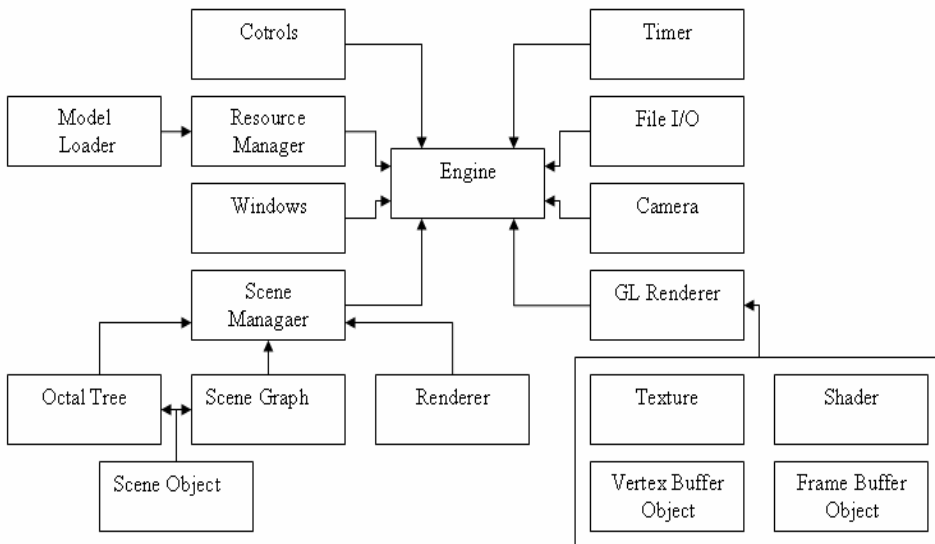 Cotrols
Timer
Model
Loader
Resource
Manager
File I/O
Engine
Windows
Camera
Scene
Managaer
GL Renderer
Octal Tree
Scene Graph
Renderer
Texture
Shader
Scene Object
Vertex Buffer
Object
Frame Buffer
Object